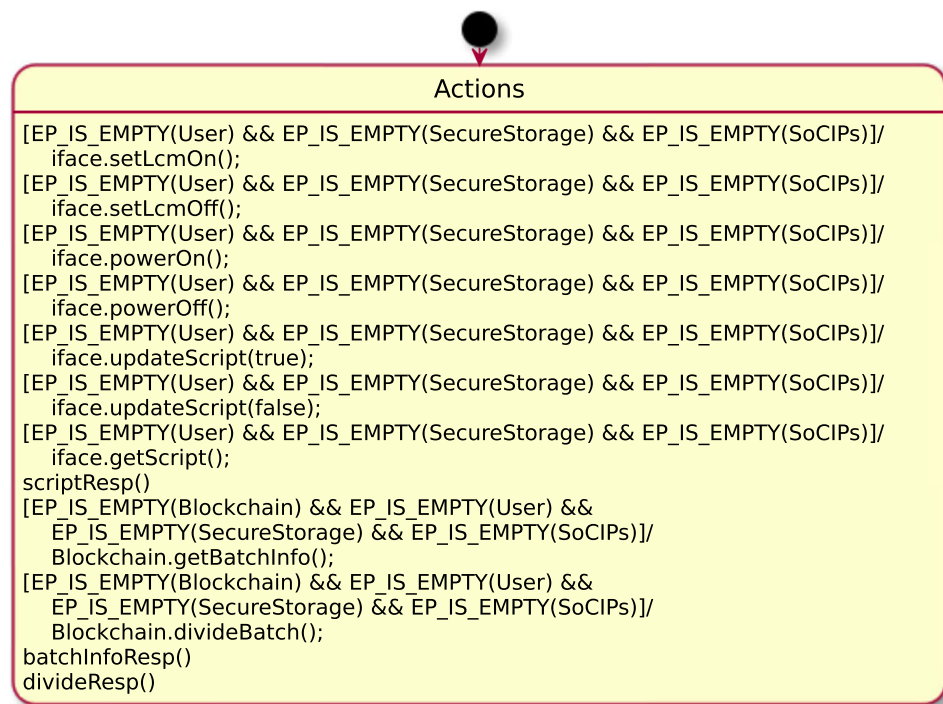 Actions
[EP_IS_EMPTY(User) && EP_IS_EMPTY(SecureStorage) && EP_IS_EMPTY(SoCIPs)]/
iface.setLcmOn();
[EP_IS_EMPTY(User) && EP_IS_EMPTY(SecureStorage) && EP_IS_EMPTY(SoCIPs)]/
iface.setLcmOff();
[EP_IS_EMPTY(User) && EP_IS_EMPTY(SecureStorage) && EP_IS_EMPTY(SoCIPs)]/
iface.powerOn();
[EP_IS_EMPTY(User) && EP_IS_EMPTY(SecureStorage) && EP_IS_EMPTY(SoCIPs)]/
iface.powerOff();
[EP_IS_EMPTY(User) && EP_IS_EMPTY(SecureStorage) && EP_IS_EMPTY(SoCIPs)]/
iface.updateScript(true);
[EP_IS_EMPTY(User) && EP_IS_EMPTY(SecureStorage) && EP_IS_EMPTY(SoCIPs)]/
iface.updateScript(false);
[EP_IS_EMPTY(User) && EP_IS_EMPTY(SecureStorage) && EP_IS_EMPTY(SoCIPs)]/
iface.getScript();
scriptResp()
[EP_IS_EMPTY(Blockchain) && EP_IS_EMPTY(User) &&
EP_IS_EMPTY(SecureStorage) && EP_IS_EMPTY(SoCIPs)]/
Blockchain.getBatchInfo();
[EP_IS_EMPTY(Blockchain) && EP_IS_EMPTY(User) &&
EP_IS_EMPTY(SecureStorage) && EP_IS_EMPTY(SoCIPs)]/
Blockchain.divideBatch();
batchInfoResp()
divideResp()